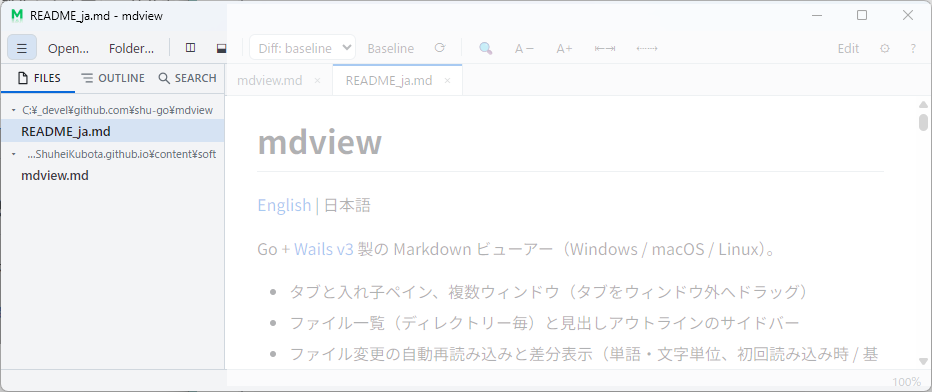 README_ja.md - mdview
Open... Folder... Diff: baseline Baseline A− A+ Edit ?
FILES OUTLINE SEARCH
mdview.md × README_ja.md ×
C:¥_devel¥github.com¥shu-go¥mdview
README_ja.md
...ShuheiKubota.github.io¥content¥soft
mdview.md
mdview
English | 日本語
Go + Wails v3 製の Markdown ビューアー（Windows / macOS / Linux）。
タブと入れ子ペイン、複数ウィンドウ（タブをウィンドウ外へドラッグ）
ファイル一覧（ディレクトリー毎）と見出しアウトラインのサイドバー
ファイル変更の自動再読み込みと差分表示（単語・文字単位、初回読み込み時 / 基
100%